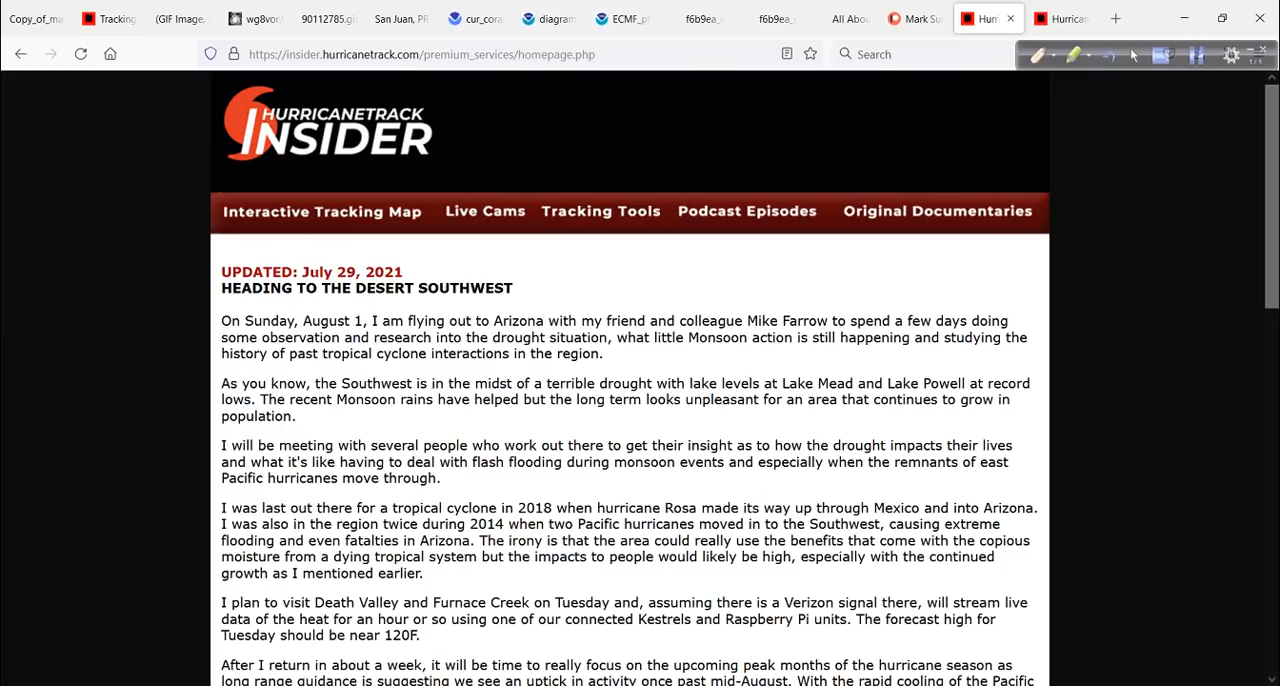 Copy_of_ma Tracking (GIF Image, wg8vor. 90112785.gi San Juan, PR cur_cora diagram ECMF_pl f6b9ea_ f6b9ea_ All Abou Mark Su Hur Hurrican
https://insider.hurricanetrack.com/premium_services/homepage.php Search
1/1
HURRICANETRACK
INSIDER
Interactive Tracking Map Live Cams Tracking Tools Podcast Episodes Original Documentaries
UPDATED: July 29, 2021
HEADING TO THE DESERT SOUTHWEST
On Sunday, August 1, I am flying out to Arizona with my friend and colleague Mike Farrow to spend a few days doing
some observation and research into the drought situation, what little Monsoon action is still happening and studying the
history of past tropical cyclone interactions in the region.
As you know, the Southwest is in the midst of a terrible drought with lake levels at Lake Mead and Lake Powell at record
lows. The recent Monsoon rains have helped but the long term looks unpleasant for an area that continues to grow in
population.
I will be meeting with several people who work out there to get their insight as to how the drought impacts their lives
and what it's like having to deal with flash flooding during monsoon events and especially when the remnants of east
Pacific hurricanes move through.
I was last out there for a tropical cyclone in 2018 when hurricane Rosa made its way up through Mexico and into Arizona.
I was also in the region twice during 2014 when two Pacific hurricanes moved in to the Southwest, causing extreme
flooding and even fatalties in Arizona. The irony is that the area could really use the benefits that come with the copious
moisture from a dying tropical system but the impacts to people would likely be high, especially with the continued
growth as I mentioned earlier.
I plan to visit Death Valley and Furnace Creek on Tuesday and, assuming there is a Verizon signal there, will stream live
data of the heat for an hour or so using one of our connected Kestrels and Raspberry Pi units. The forecast high for
Tuesday should be near 120F.
After I return in about a week, it will be time to really focus on the upcoming peak months of the hurricane season as
long range guidance is suggesting we see an uptick in activity once past mid-August. With the rapid cooling of the Pacific